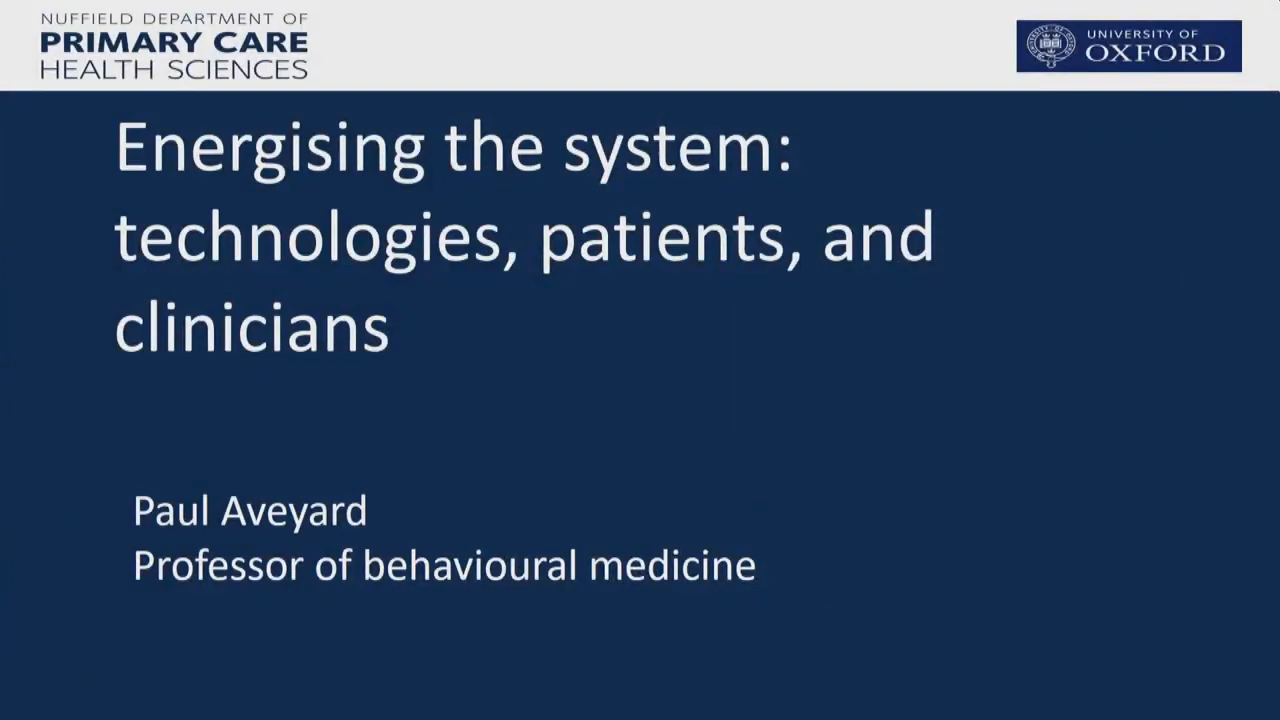 NUFFIELD DEPARTMENT OF
PRIMARY CARE
HEALTH SCIENCES
UNIVERSITY OF
OXFORD
Energising the system:
technologies, patients, and
clinicians
Paul Aveyard
Professor of behavioural medicine